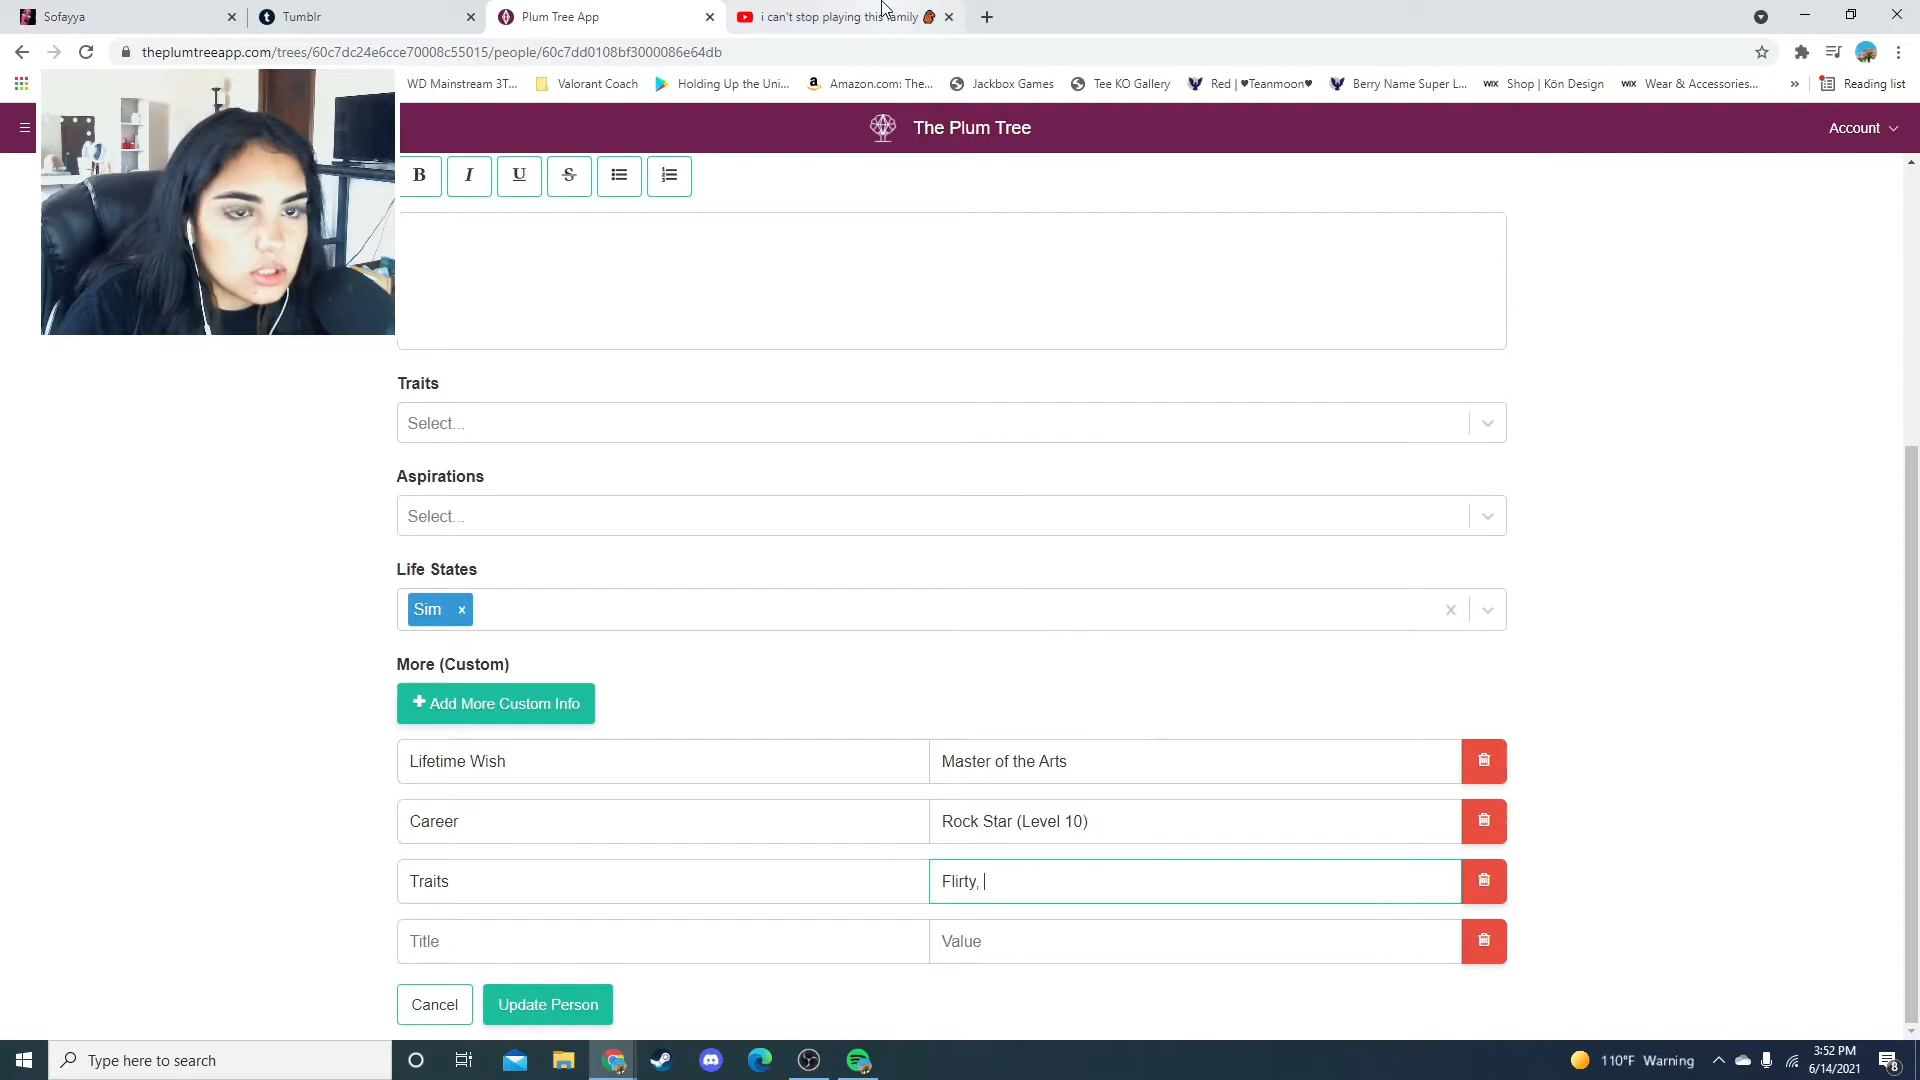 Sofayya
Tumblr
Plum Tree App
i can't stop playing this family
theplumtreeapp.com/trees/60c7dc24e6cce70008c55015/people/60c7dd0108bf3000086e64db
WD Mainstream 3T...
Valorant Coach
Holding Up the Uni...
Amazon.com: The...
Jackbox Games
Tee KO Gallery
Red | ♥Teanmoon♥
Berry Name Super L...
WIX Shop | Kön Design
WIX Wear & Accessories...
»
Reading list
The Plum Tree
Account
B I U S
Traits
Select...
Aspirations
Select...
Life States
Sim ×
More (Custom)
+ Add More Custom Info
Lifetime Wish
Master of the Arts
Career
Rock Star (Level 10)
Traits
Flirty,
Title
Value
Cancel
Update Person
Type here to search
110°F Warning
3:52 PM
6/14/2021
8